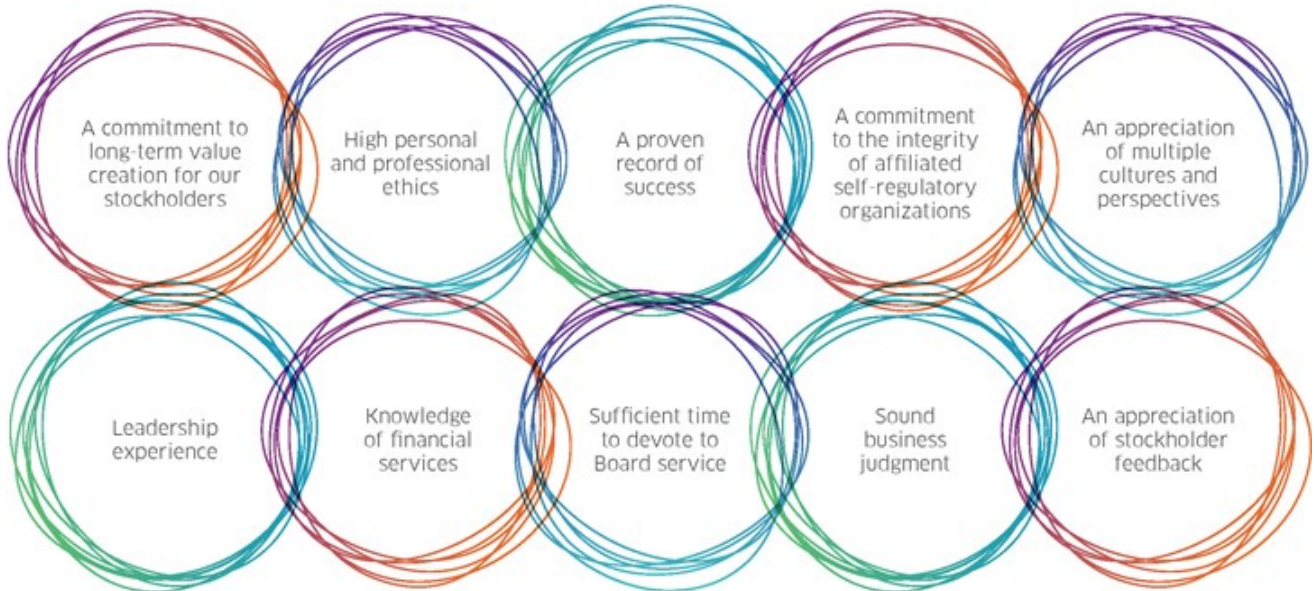 A commitment to
long-term value
creation for our
stockholders
High personal
and professional
ethics
A proven
record of
success
A commitment
to the integrity
of affiliated
self-regulatory
organizations
An appreciation
of multiple
cultures and
perspectives
Leadership
experience
Knowledge
of financial
services
Sufficient time
to devote to
Board service
Sound
business
judgment
An appreciation
of stockholder
feedback